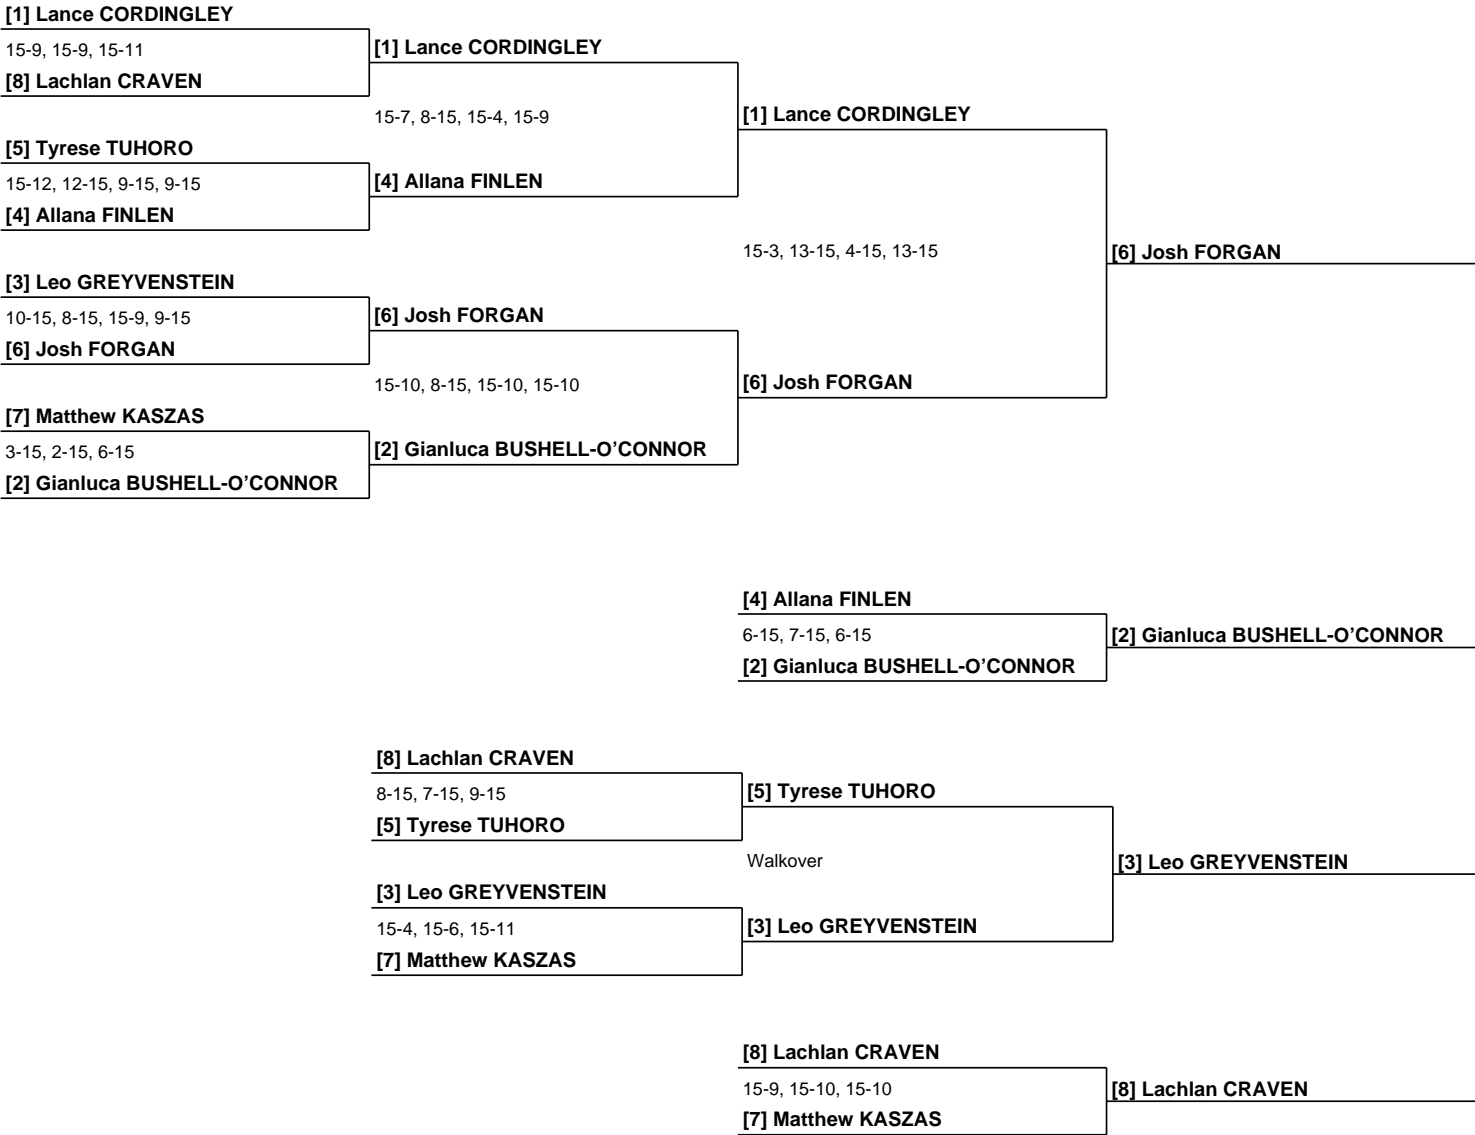 [1] Lance CORDINGLEY
15-9, 15-9, 15-11
[8] Lachlan CRAVEN
[5] Tyrese TUHORO
15-12, 12-15, 9-15, 9-15
[4] Allana FINLEN
[3] Leo GREYVENSTEIN
10-15, 8-15, 15-9, 9-15
[6] Josh FORGAN
[7] Matthew KASZAS
3-15, 2-15, 6-15
[2] Gianluca BUSHELL-O’CONNOR
[1] Lance CORDINGLEY
15-7, 8-15, 15-4, 15-9
[4] Allana FINLEN
[6] Josh FORGAN
15-10, 8-15, 15-10, 15-10
[2] Gianluca BUSHELL-O’CONNOR
[1] Lance CORDINGLEY
15-3, 13-15, 4-15, 13-15
[6] Josh FORGAN
[6] Josh FORGAN
[4] Allana FINLEN
6-15, 7-15, 6-15
[2] Gianluca BUSHELL-O’CONNOR
[2] Gianluca BUSHELL-O’CONNOR
[8] Lachlan CRAVEN
8-15, 7-15, 9-15
[5] Tyrese TUHORO
[3] Leo GREYVENSTEIN
15-4, 15-6, 15-11
[7] Matthew KASZAS
[5] Tyrese TUHORO
Walkover
[3] Leo GREYVENSTEIN
[3] Leo GREYVENSTEIN
[8] Lachlan CRAVEN
15-9, 15-10, 15-10
[7] Matthew KASZAS
[8] Lachlan CRAVEN